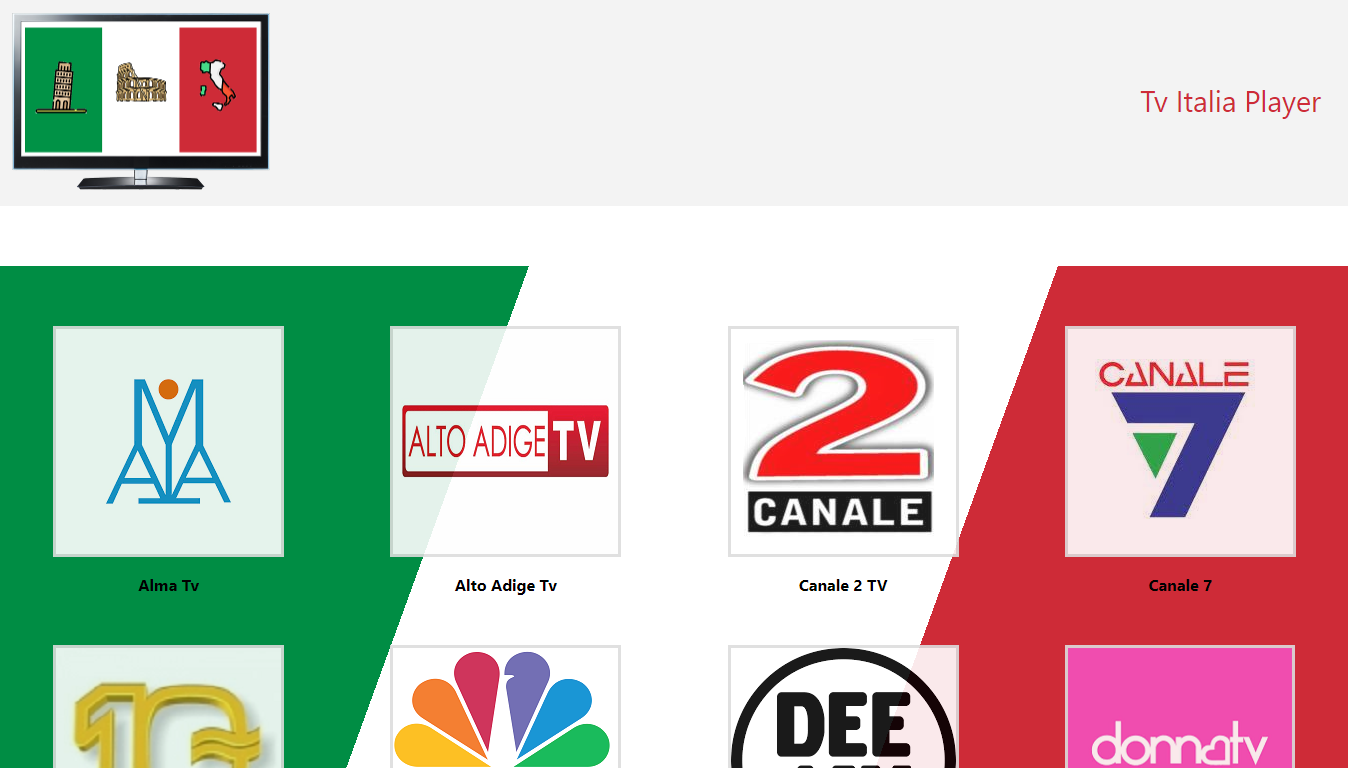 Tv Italia Player
ALTO ADIGE TV
2
CANALE
CANALE
7
Alma Tv
Alto Adige Tv
Canale 2 TV
Canale 7
10
DEE
donnatv